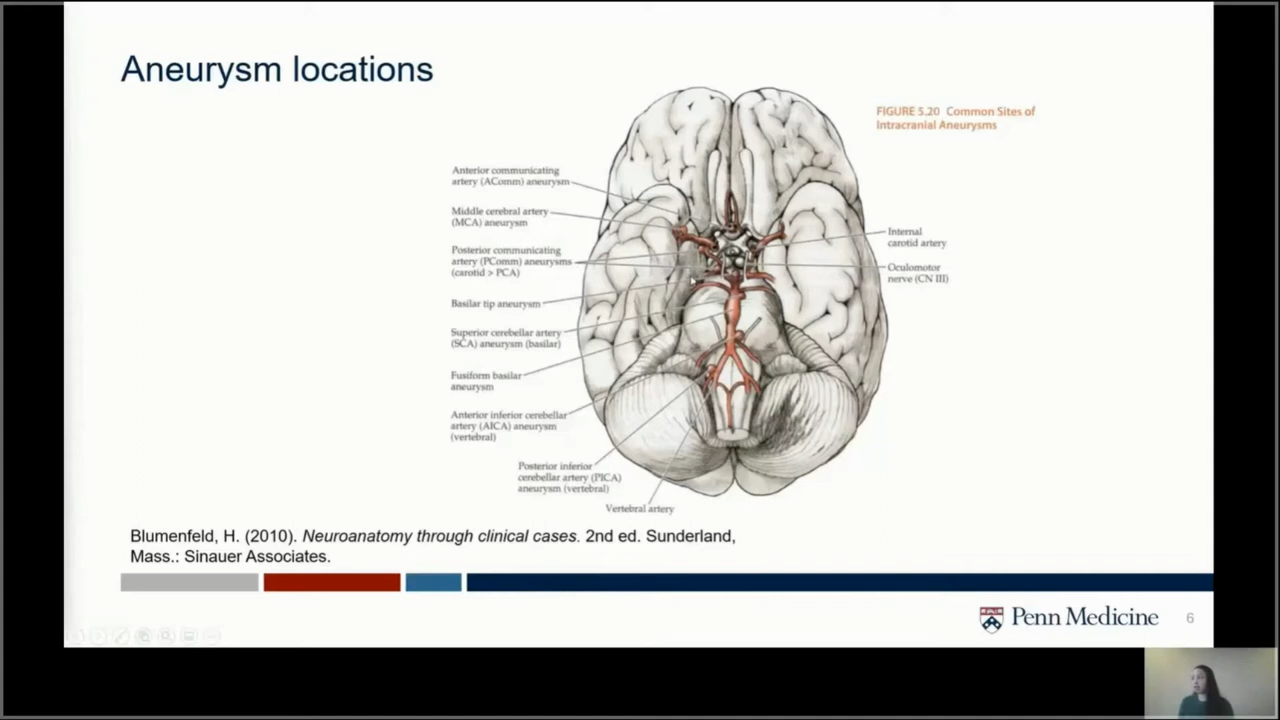 Aneurysm locations
FIGURE 5.20 Common Sites of
Intracranial Aneurysms
Anterior communicating
artery (AComm) aneurysm
Middle cerebral artery
(MCA) aneurysm
Posterior communicating
artery (PComm) aneurysms
(carotid > PCA)
Basilar tip aneurysm
Superior cerebellar artery
(SCA) aneurysm (basilar)
Fusiform basilar
aneurysm
Anterior inferior cerebellar
artery (AICA) aneurysm
(vertebral)
Posterior inferior
cerebellar artery (PICA)
aneurysm (vertebral)
Vertebral artery
Internal
carotid artery
Oculomotor
nerve (CN III)
Blumenfeld, H. (2010). Neuroanatomy through clinical cases. 2nd ed. Sunderland,
Mass.: Sinauer Associates.
Penn Medicine
6